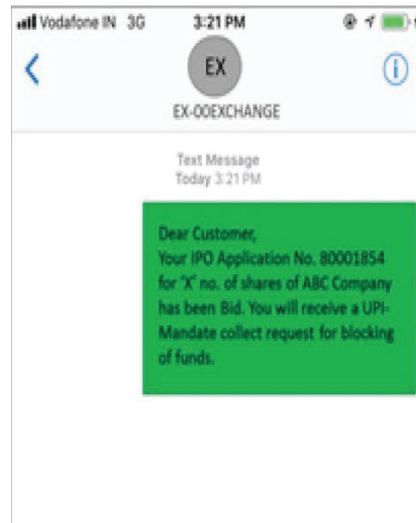 Vodafone IN 3G 3:21 PM
EX
EX-OOEXCHANGE
Text Message
Today 3:21 PM
Dear Customer,
Your IPO Application No. 80001854
for "X" no. of shares of ABC Company
has been Bid. You will receive a UPI-
Mandate collect request for blocking
of funds.